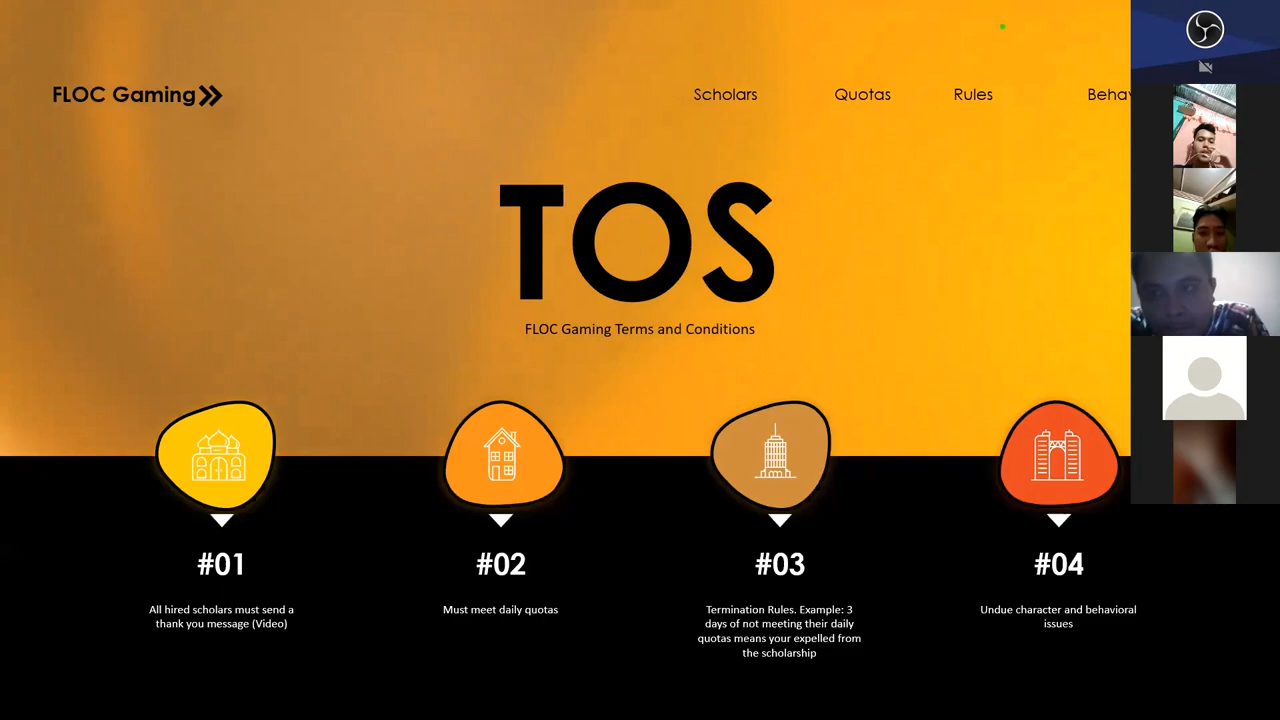 FLOC Gaming
Scholars
Quotas
Rules
Behav
TOS
FLOC Gaming Terms and Conditions
#01
All hired scholars must send a
thank you message (Video)
#02
Must meet daily quotas
#03
Termination Rules. Example: 3
days of not meeting their daily
quotas means your expelled from
the scholarship
#04
Undue character and behavioral
issues